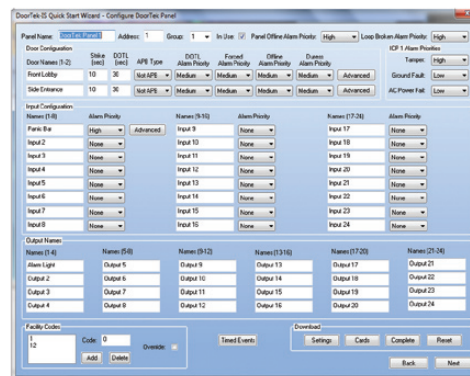 DoorTek-IS Quick Start Wizard - Configure DoorTek Panel
Panel Name: DoorTek Panel 1 Address: 1 Group: 1 In Use: Panel Offline Alarm Priority: High Loop Broken Alarm Priority: High
Door Configuration
ICP 1 Alarm Priorities
Door Names (1-2) Strike (sec) DOTL (sec) APB Type DOTL Alarm Priority Forced Alarm Priority Offline Alarm Priority Duress Alarm Priority
Tamper: High
Front Lobby 10 30 Not APB Medium Medium Medium Medium Advanced
Ground Fault: Low
Side Entrance 10 30 Not APB Medium Medium Medium Medium Advanced
AC Power Fail: Low
Input Configuration
Names (1-8) Alarm Priority Names (9-16) Alarm Priority Names (17-24) Alarm Priority
Panic Bar High Advanced Input 9 None Input 17 None
Input 2 None Input 10 None Input 18 None
Input 3 None Input 11 None Input 19 None
Input 4 None Input 12 None Input 20 None
Input 5 None Input 13 None Input 21 None
Input 6 None Input 14 None Input 22 None
Input 7 None Input 15 None Input 23 None
Input 8 None Input 16 None Input 24 None
Output Names
Names (1-4) Names (5-8) Names (9-12) Names (13-16) Names (17-20) Names (21-24)
Alarm Light Output 5 Output 9 Output 13 Output 17 Output 21
Output 2 Output 6 Output 10 Output 14 Output 18 Output 22
Output 3 Output 7 Output 11 Output 15 Output 19 Output 23
Output 4 Output 8 Output 12 Output 16 Output 20 Output 24
Facility Codes
Download
1
12
Code: 0
Override:
Timed Events
Settings Cards Complete Reset
Add Delete
Back Next